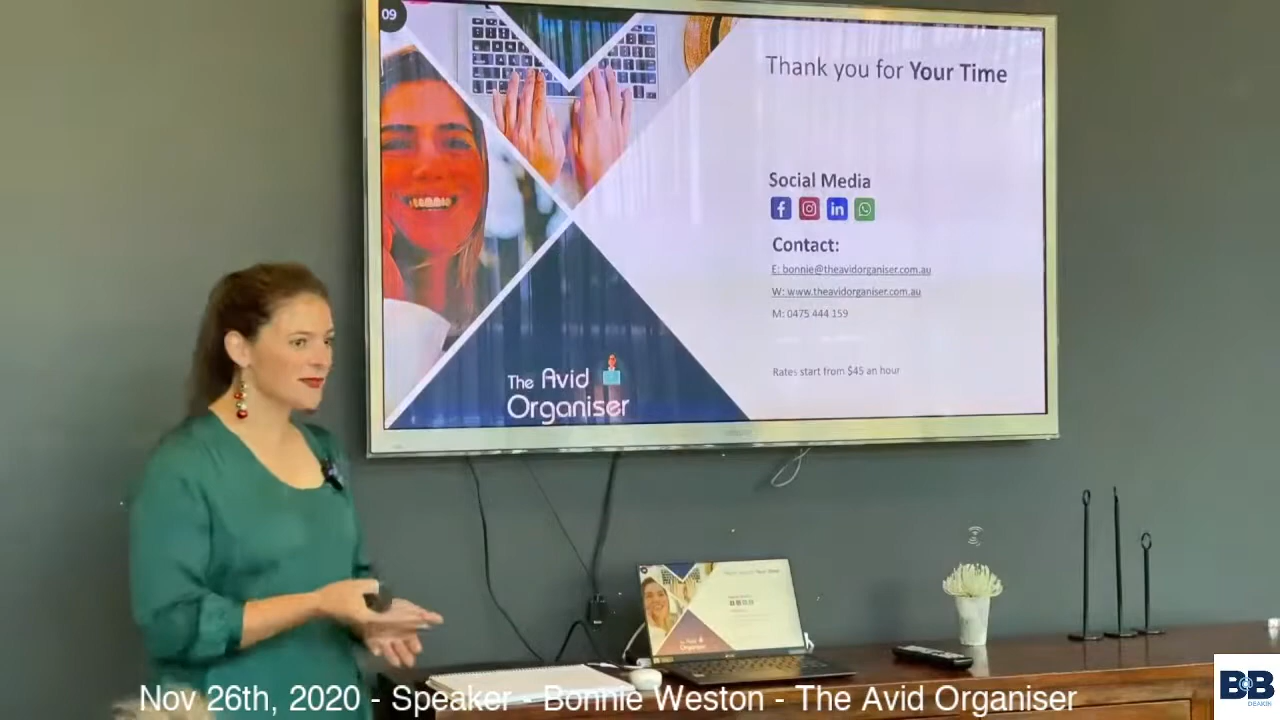 09
Thank you for Your Time
Social Media
Contact:
E: bonnie@theavidorganiser.com.au
W: www.theavidorganiser.com.au
M: 0475 444 159
Rates start from $45 an hour
The Avid
Organiser
Organiser
Nov 26th, 2020 - Speaker - Bonnie Weston - The Avid Organiser
B&B
DEAKIN